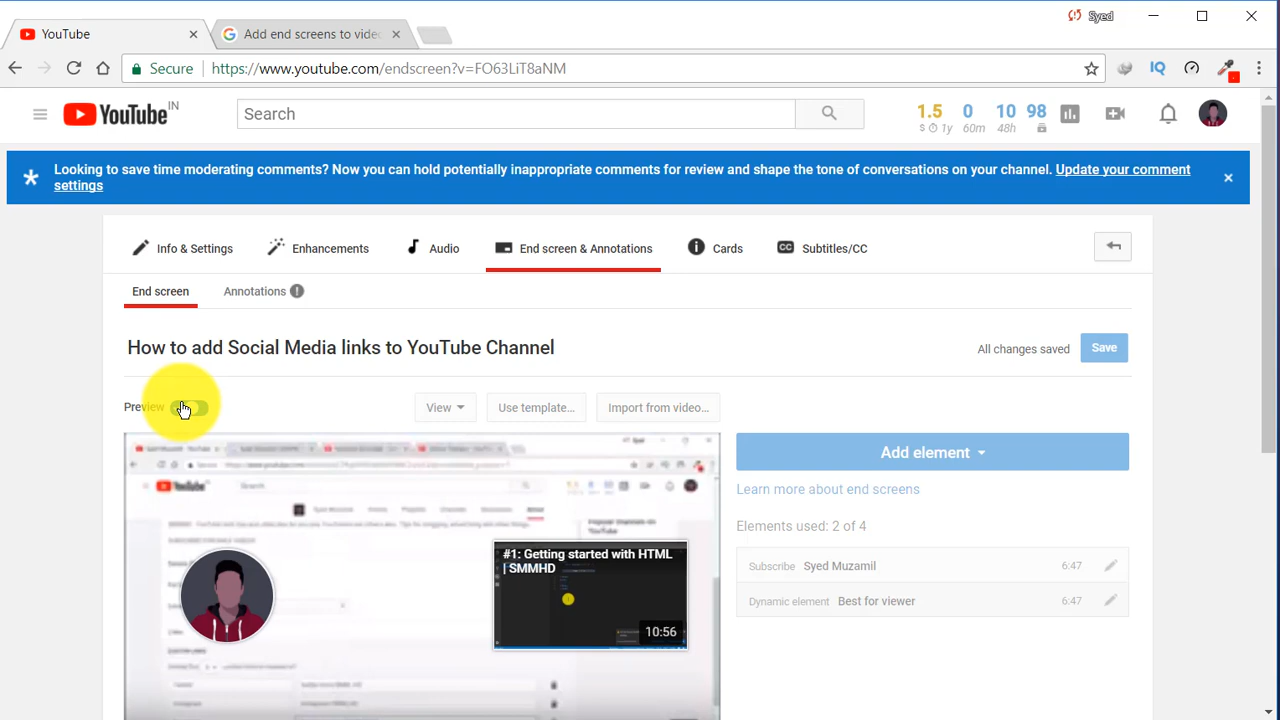 Syed
YouTube
Add end screens to vide
Secure
https://www.youtube.com/endscreen?v=FO63LiT8aNM
IQ
YouTube IN
Search
1.5 0 10 98
$ 1y 60m 48h
Looking to save time moderating comments? Now you can hold potentially inappropriate comments for review and shape the tone of conversations on your channel. Update your comment
settings
Info & Settings
Enhancements
Audio
End screen & Annotations
Cards
CC Subtitles/CC
End screen
Annotations
How to add Social Media links to YouTube Channel
All changes saved
Save
Preview
View
Use template...
Import from video...
Add element
Learn more about end screens
Elements used: 2 of 4
Subscribe Syed Muzamil 6:47
Dynamic element Best for viewer 6:47
YouTube
#1: Getting started with HTML
| SMMHD
10:56